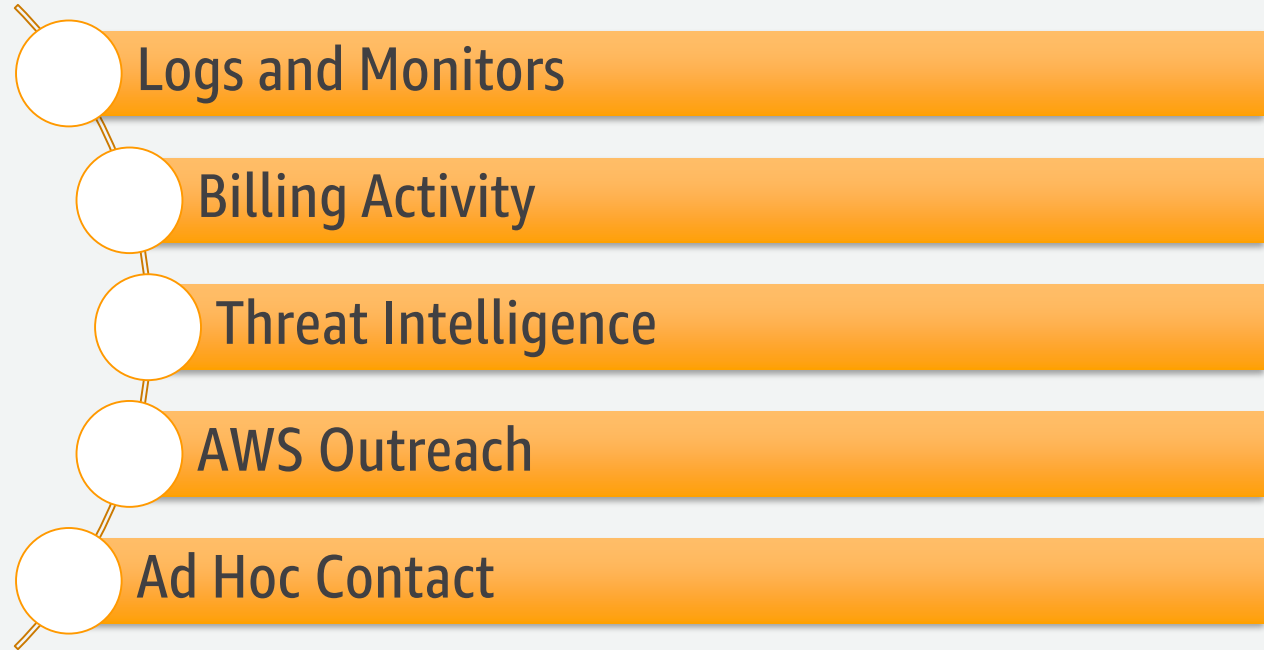 Logs and Monitors
Billing Activity
Threat Intelligence
AWS Outreach
Ad Hoc Contact